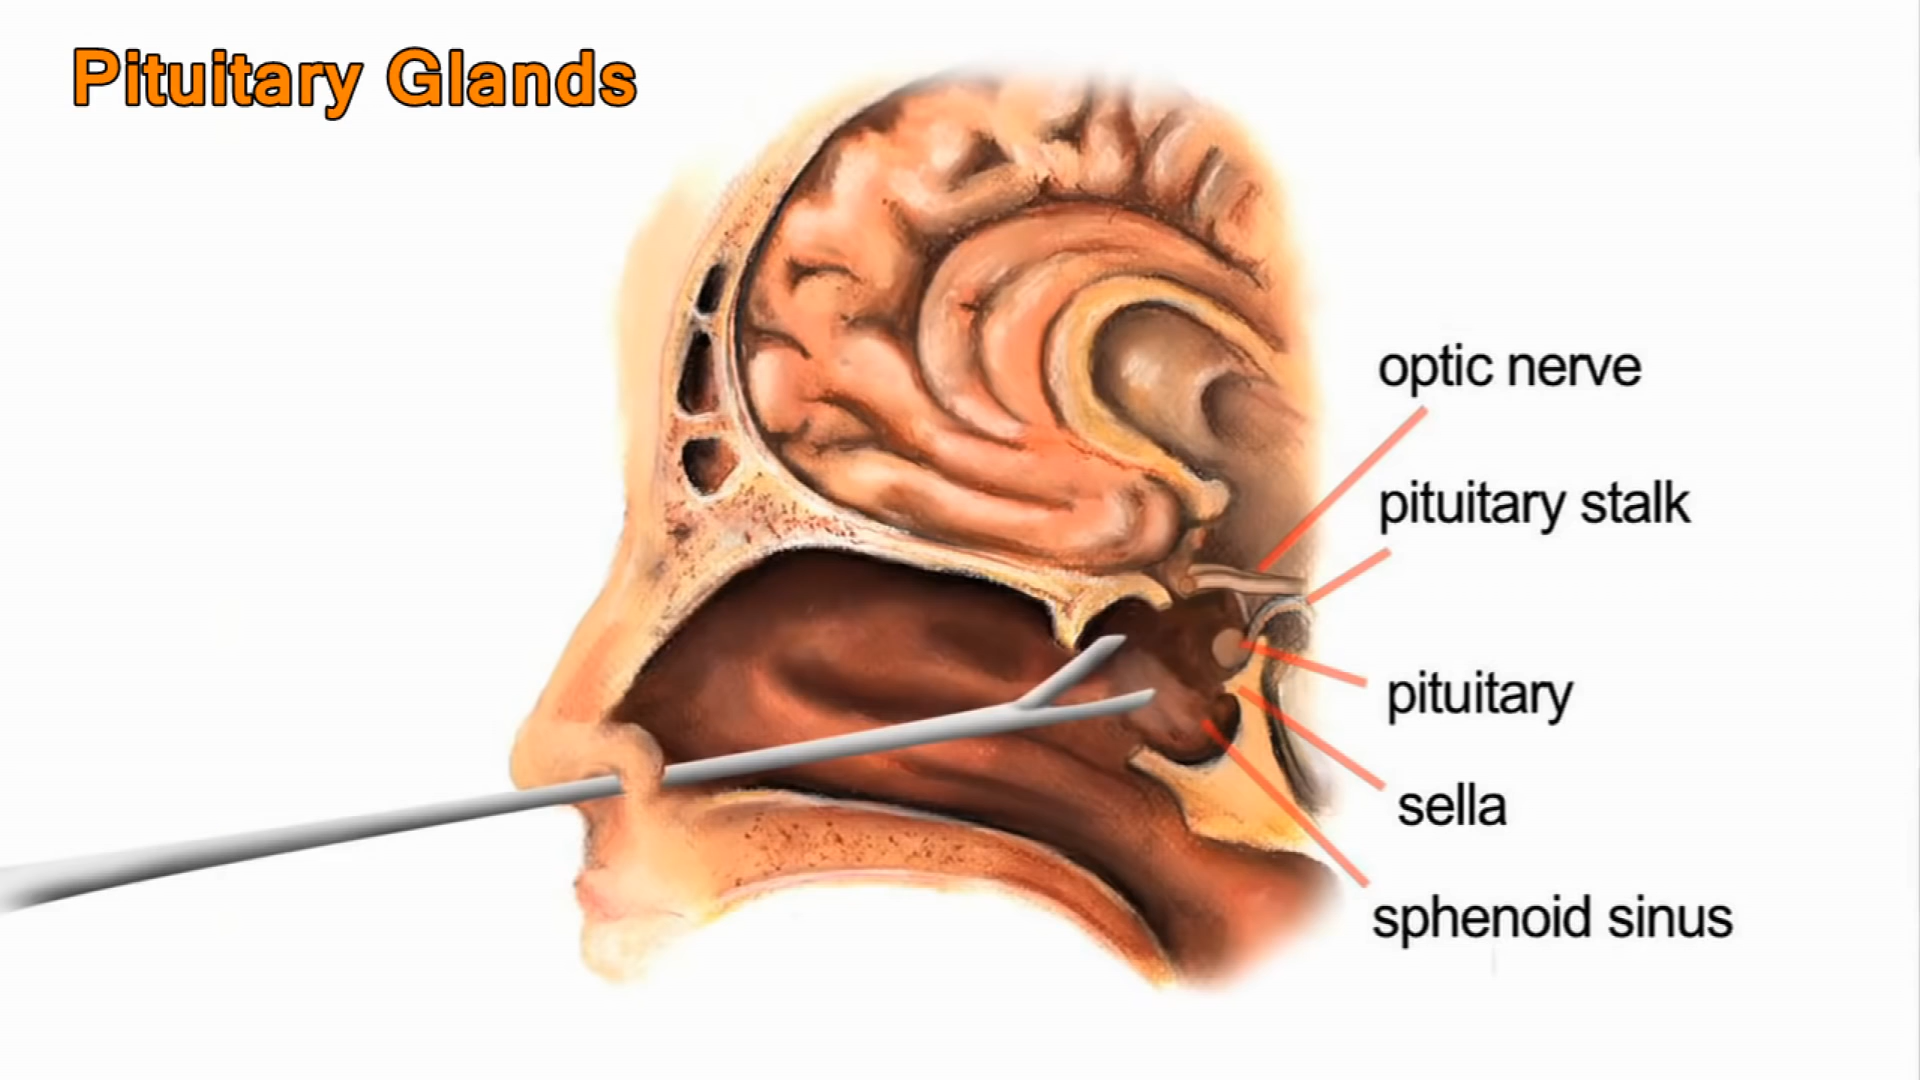 Pituitary Glands
optic nerve
pituitary stalk
pituitary
sella
sphenoid sinus